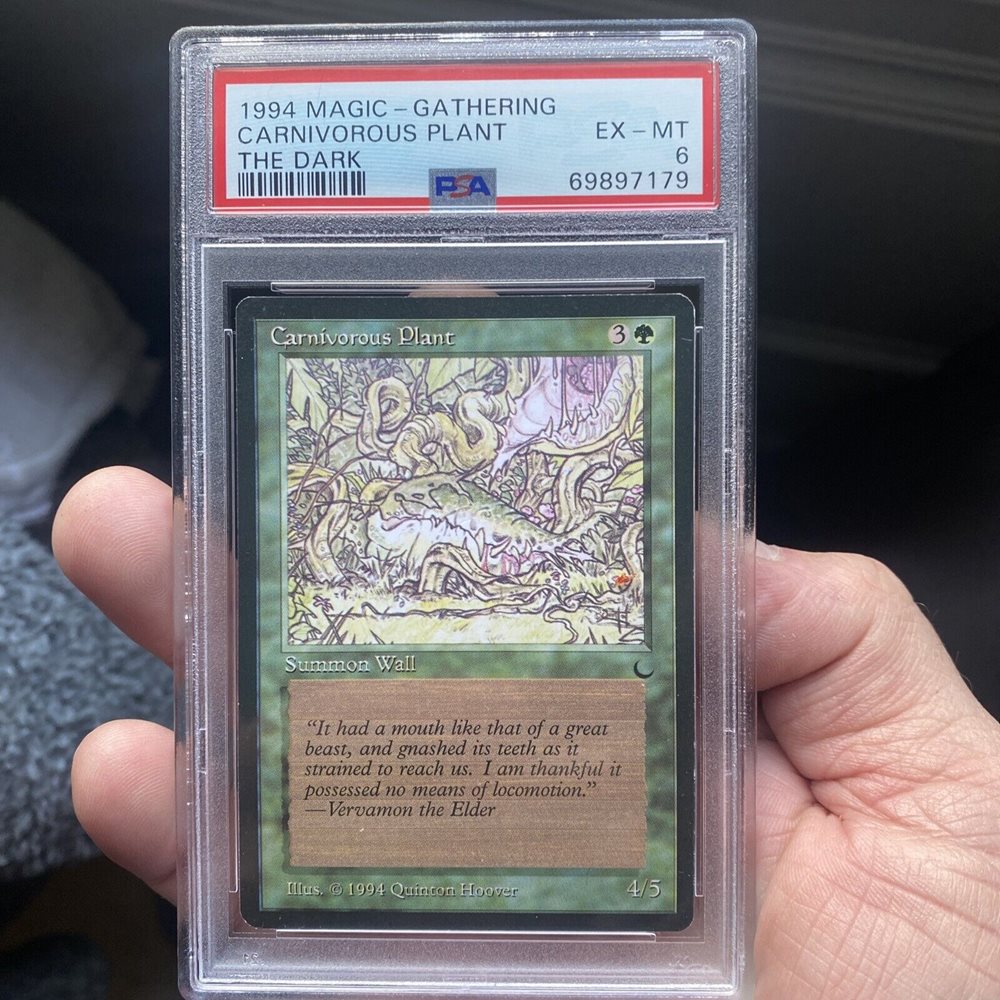 1994 MAGIC – GATHERING
CARNIVOROUS PLANT EX – MT
THE DARK 6
PSA 69897179
Carnivorous Plant 3
Summon Wall
“It had a mouth like that of a great
beast, and gnashed its teeth as it
strained to reach us. I am thankful it
possessed no means of locomotion.”
—Vervamon the Elder
Illus. © 1994 Quinton Hoover 4/5